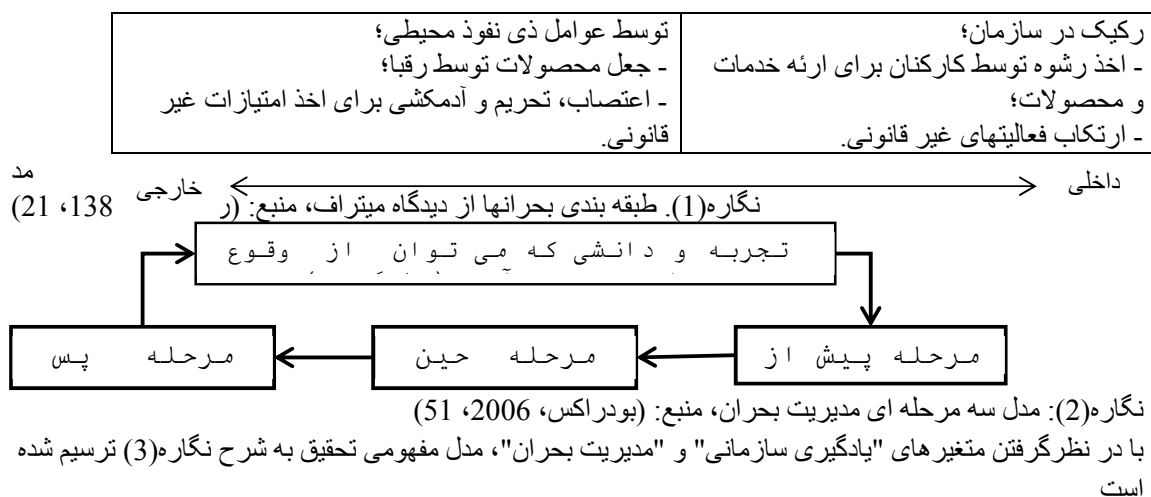 رکیک در سازمان؛
- اخذ رشوه توسط کارکنان برای ارئه خدمات
و محصولات؛
- ارتکاب فعالیتهای غیر قانونی.
توسط عوامل ذی نفوذ محیطی؛
- جعل محصولات توسط رقبا؛
- اعتصاب، تحریم و آدمکشی برای اخذ امتیازات غیر
قانونی.
داخلی خارجی مد
نگاره(1). طبقه بندی بحرانها از دیدگاه میتراف، منبع: (ر 138، 21)
تجربه و دانشی که می توان از وقوع
مرحله پیش از
مرحله حین
مرحله پس
نگاره(2): مدل سه مرحله ای مدیریت بحران، منبع: (بودراکس، 2006، 51)
با در نظرگرفتن متغیرهای "یادگیری سازمانی" و "مدیریت بحران"، مدل مفهومی تحقیق به شرح نگاره(3) ترسیم شده
است